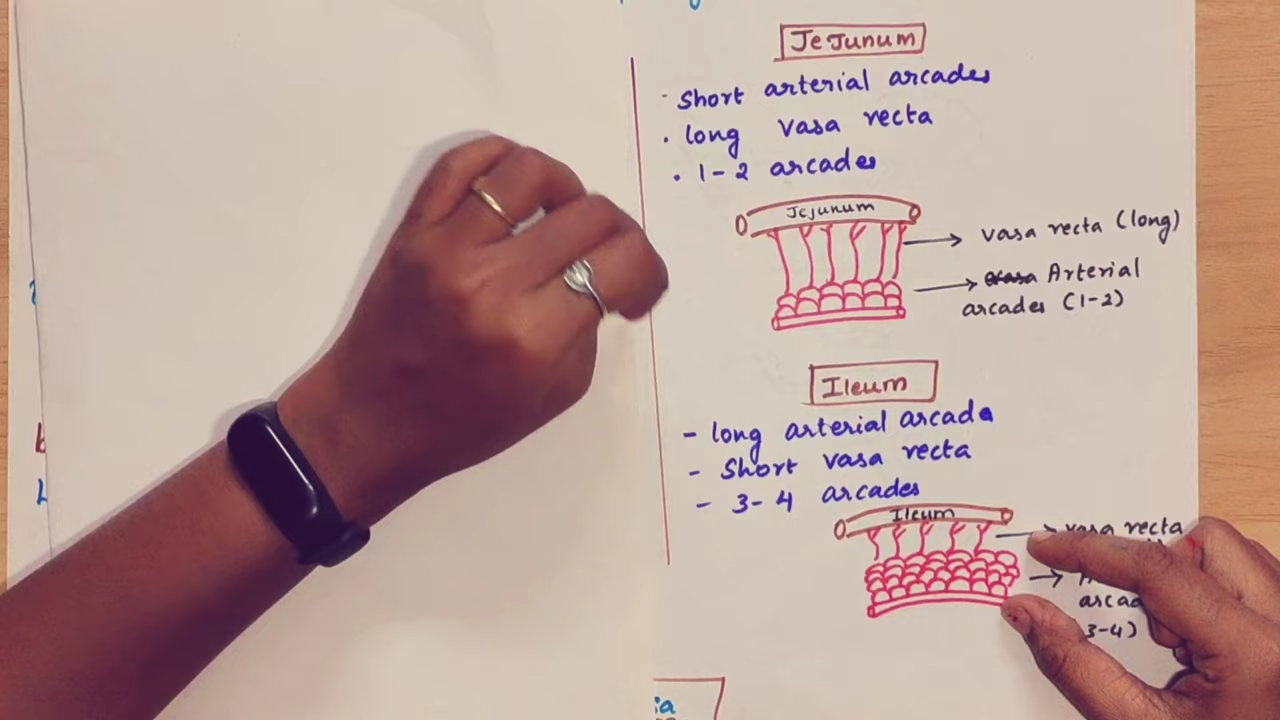 JeJunum
· Short arterial arcades
· long vasa recta
· 1-2 arcades
Jejunum
vasa recta (long)
Arterial
arcades (1-2)
Ileum
- long arterial arcade
- Short vasa recta
- 3-4 arcades
Ileum
vasa recta
3-4)